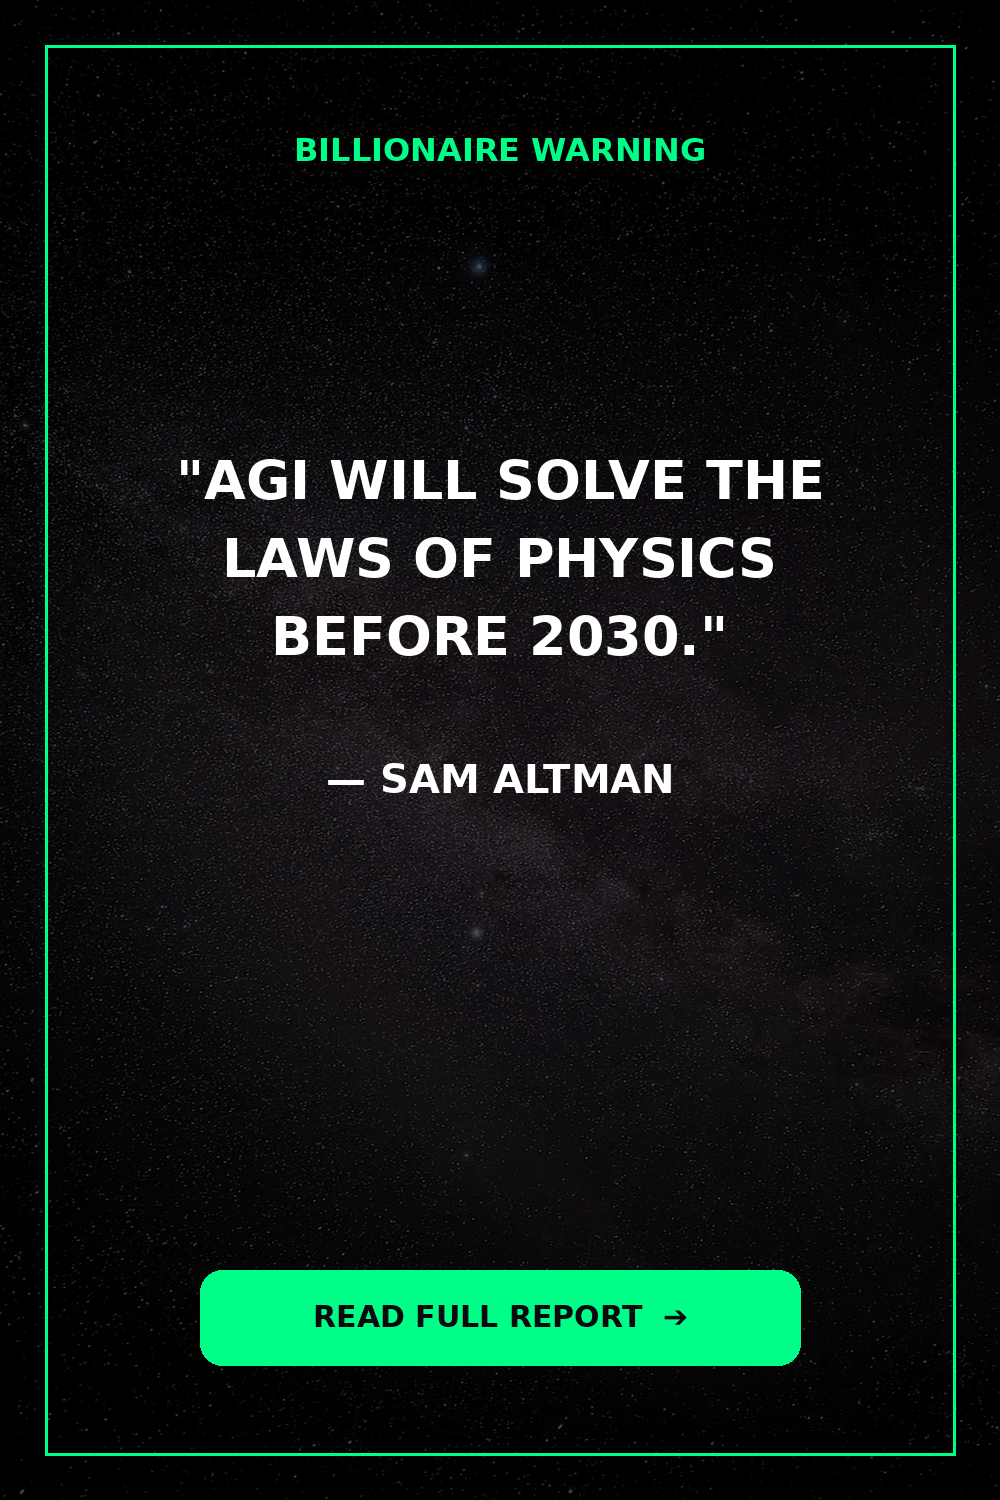 BILLIONAIRE WARNING
"AGI WILL SOLVE THE
LAWS OF PHYSICS
BEFORE 2030."
— SAM ALTMAN
READ FULL REPORT ➔